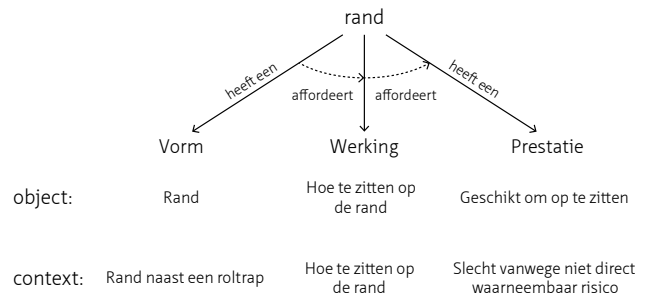 rand
heeft een
heeft een
affordeert
affordeert
Vorm
Werking
Prestatie
object:
Rand
Hoe te zitten op
de rand
Geschikt om op te zitten
context:
Rand naast een roltrap
Hoe te zitten op
de rand
Slecht vanwege niet direct
waarneembaar risico